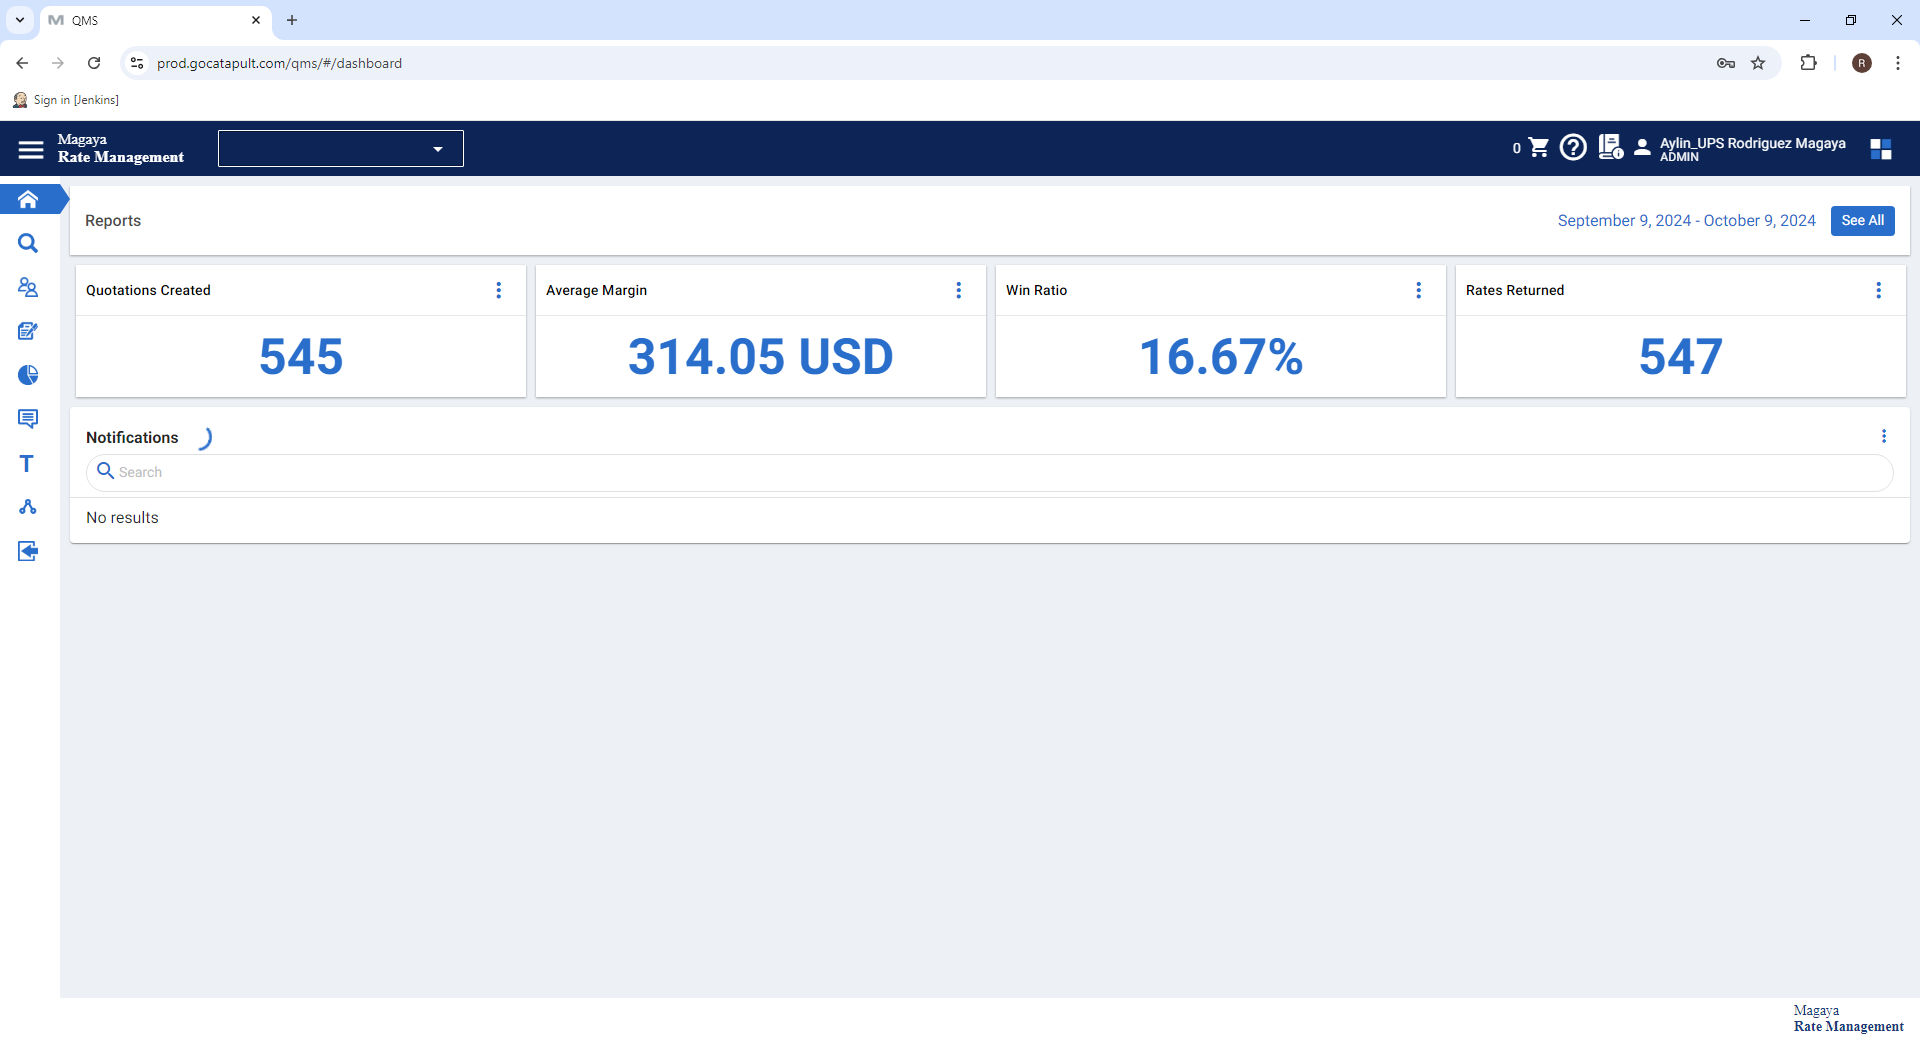 QMS
prod.gocatapult.com/qms/#/dashboard
R
Sign in [Jenkins]
Magaya
Rate Management
0
Aylin_UPS Rodriguez Magaya
ADMIN
Reports
September 9, 2024 - October 9, 2024
See All
Quotations Created
545
Average Margin
314.05 USD
Win Ratio
16.67%
Rates Returned
547
Notifications
Search
No results
T
Magaya
Rate Management